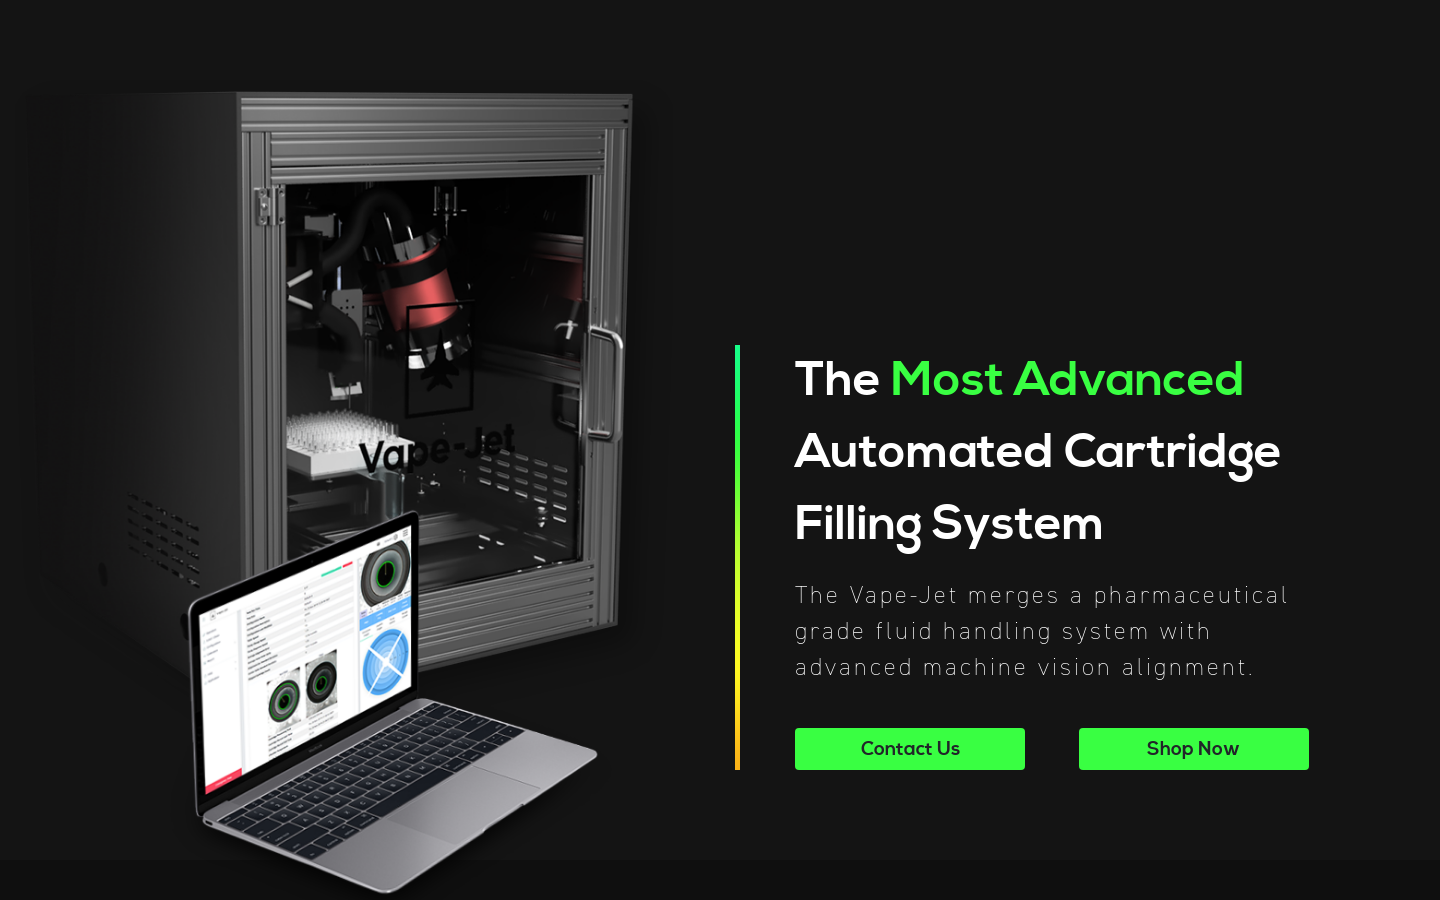 Vape-Jet
The Most Advanced
Automated Cartridge
Filling System
The Vape-Jet merges a pharmaceutical
grade fluid handling system with
advanced machine vision alignment.
Contact Us
Shop Now